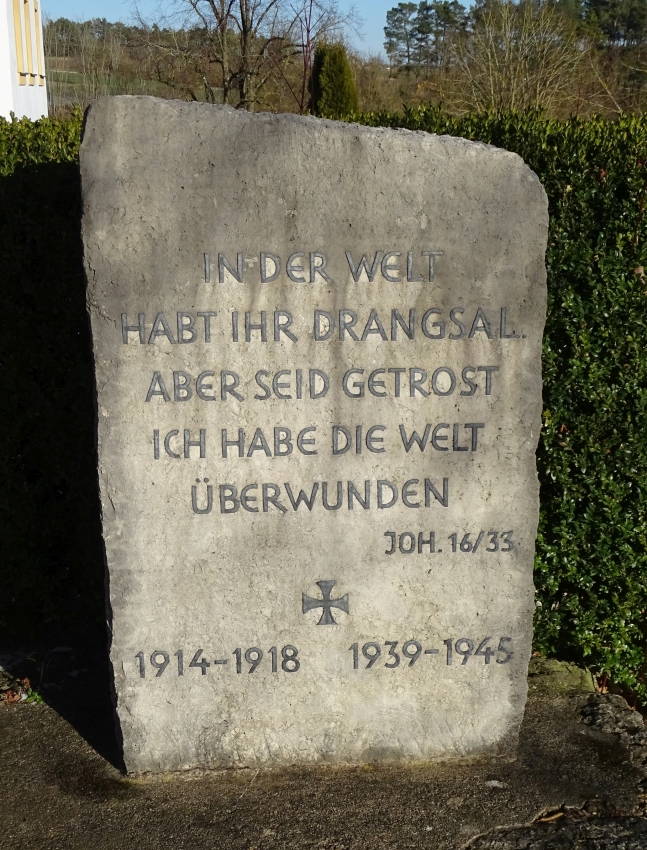 IN DER WELT
HABT IHR DRANGSAL.
ABER SEID GETROST
ICH HABE DIE WELT
ÜBERWUNDEN
JOH. 16/33
1914-1918 1939-1945